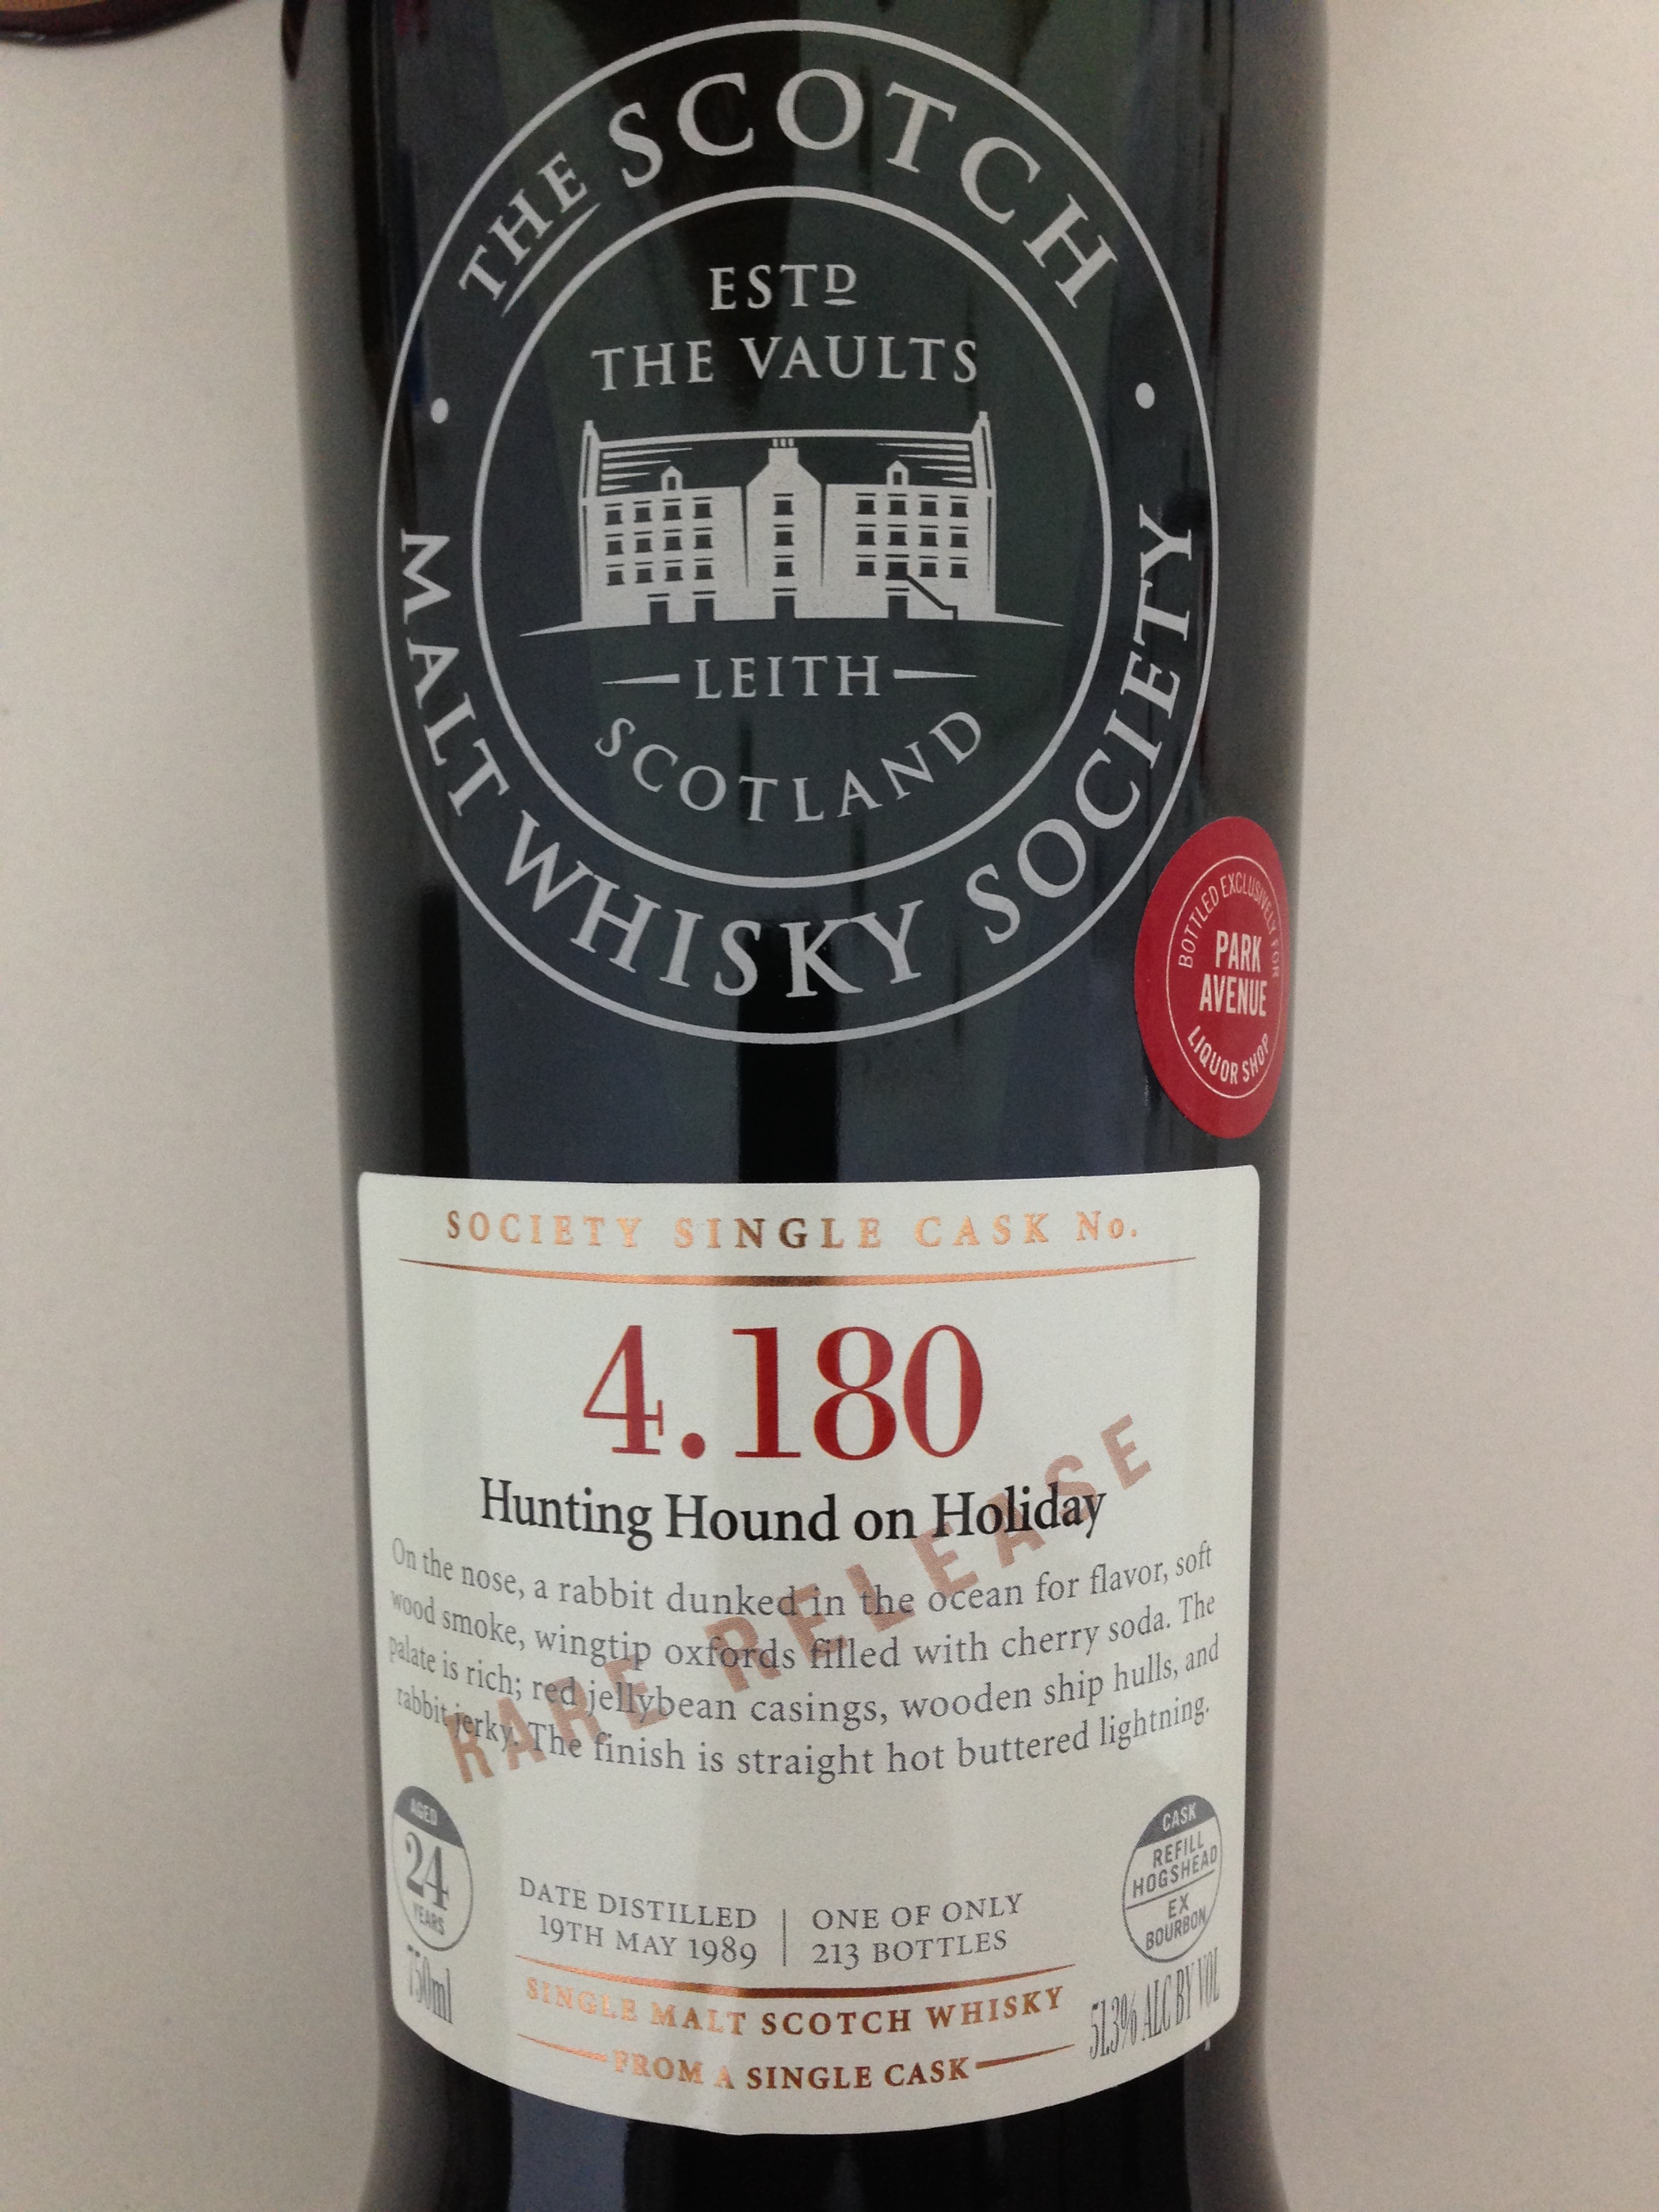 THE SCOTCH
ESTD
THE VAULTS
LEITH
SCOTLAND
MALT WHISKY SOCIETY
BOTTLED EXCLUSIVELY FOR
PARK
AVENUE
LIQUOR SHOP
SOCIETY SINGLE CASK No.
4.180
Hunting Hound on Holiday
On the nose, a rabbit dunked in the ocean for flavor, soft
wood smoke, wingtip oxfords filled with cherry soda. The
palate is rich; red jellybean casings, wooden ship hulls, and
rabbit jerky. The finish is straight hot buttered lightning.
RARE RELEASE
AGED
24
YEARS
750ml
DATE DISTILLED
19TH MAY 1989
ONE OF ONLY
213 BOTTLES
CASK
REFILL
HOGSHEAD
EX
BOURBON
51.3% ALC BY VOL
SINGLE MALT SCOTCH WHISKY
FROM A SINGLE CASK